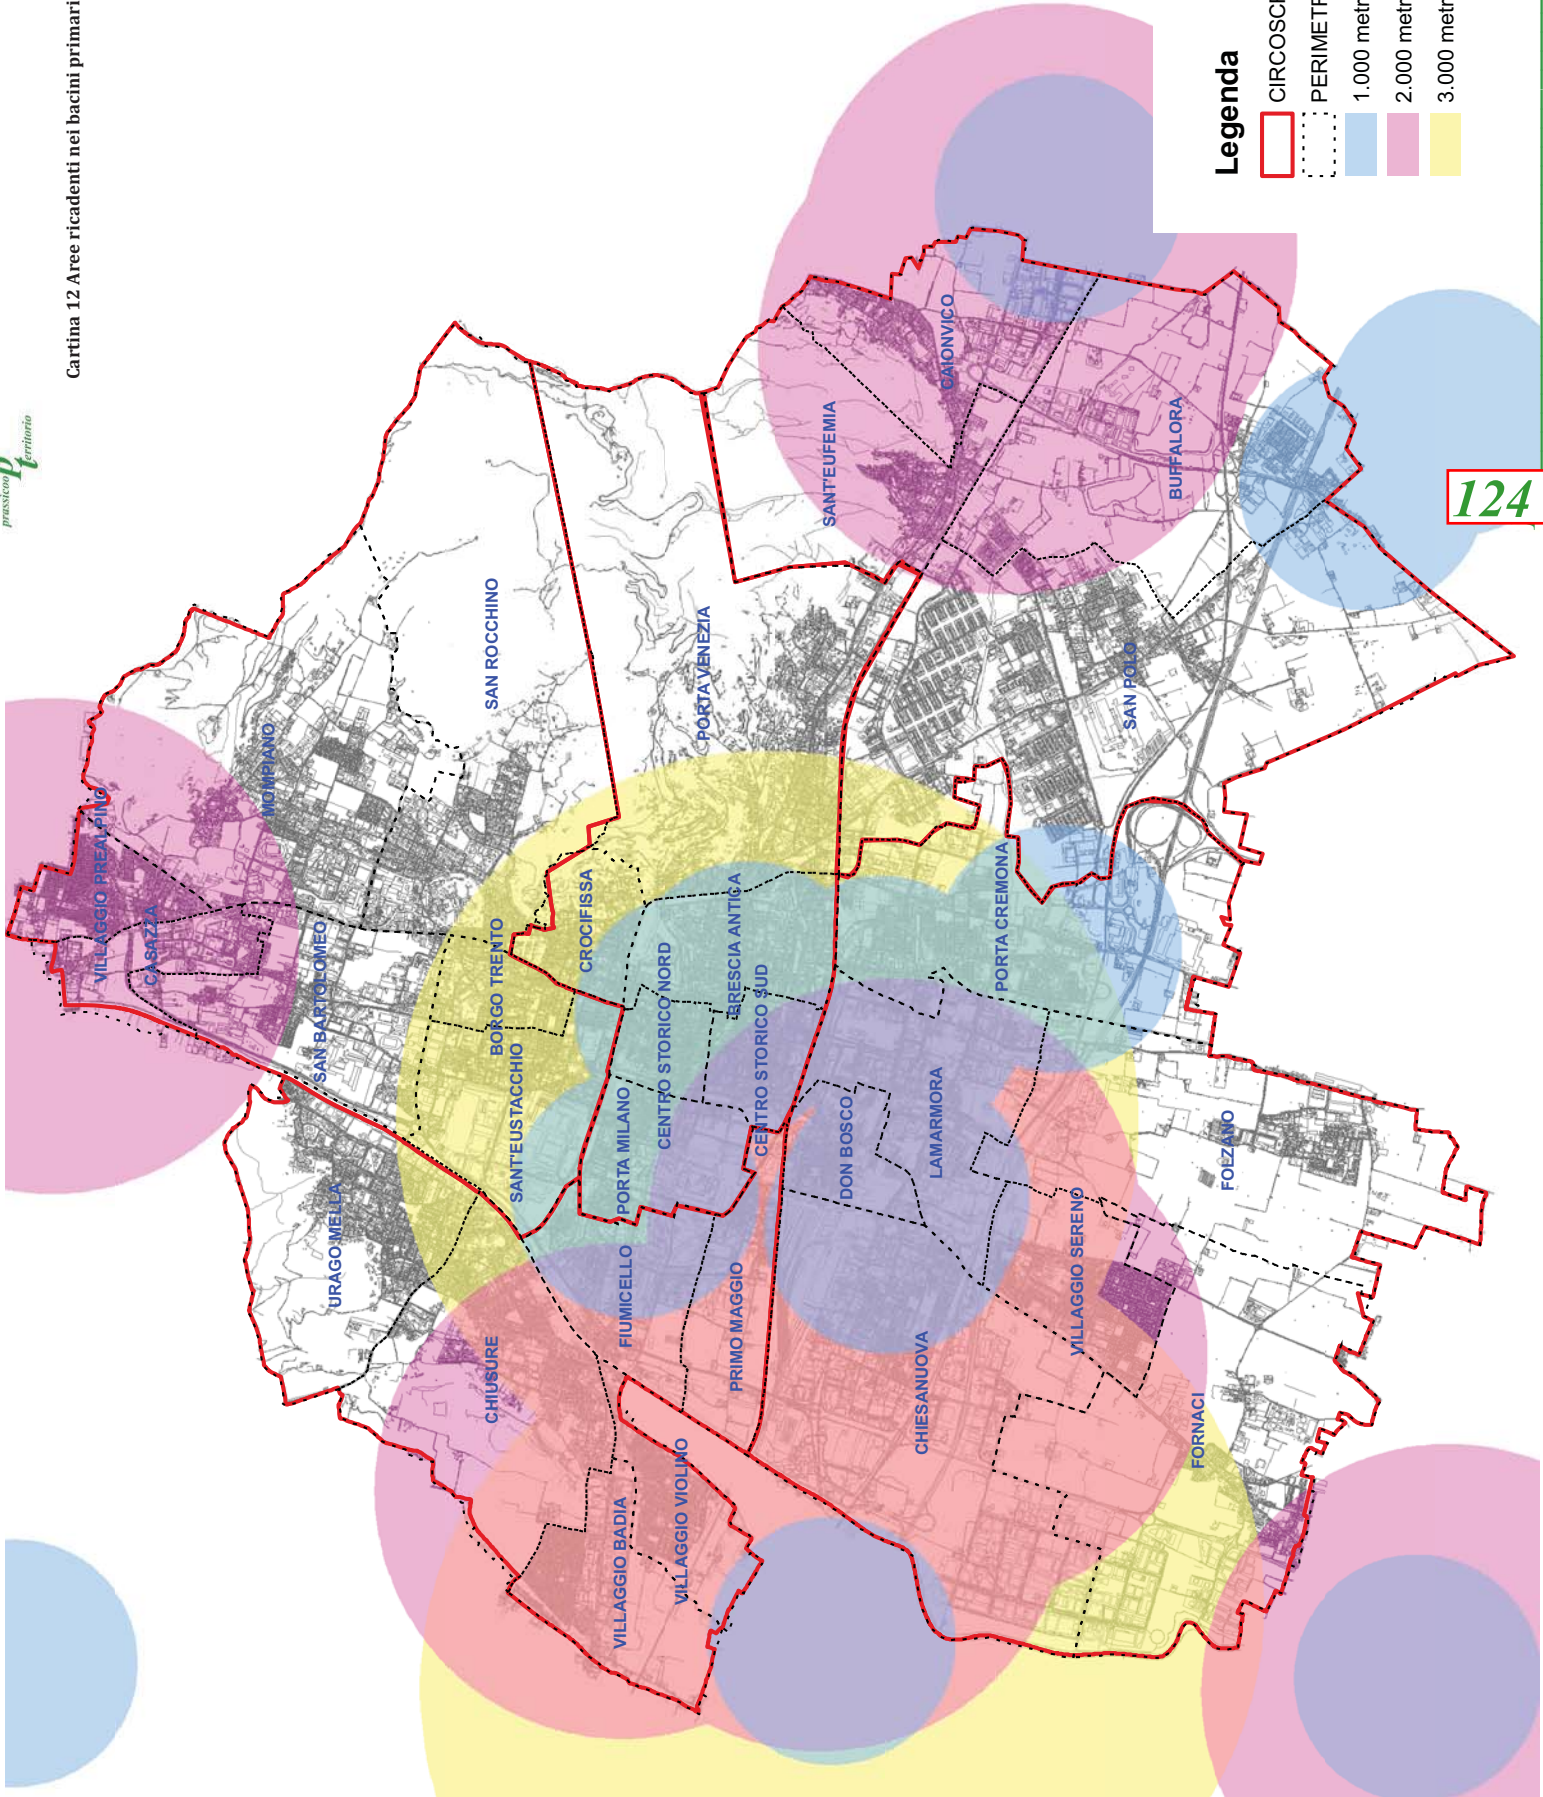 Cartina 12 Aree ricadenti nei bacini primari
prassicoop
territorio
Legenda
CIRCOSC
PERIMETR
1.000 metr
2.000 metr
3.000 metr
VILLAGGIO PREALPINO
CASAZZA
MOMPIANO
SAN BARTOLOMEO
SAN ROCCHINO
URAGO MELLA
BORGO TRENTO
SANT'EUSTACCHIO
CROCIFISSA
CHIUSURE
PORTA VENEZIA
PORTA MILANO
CENTRO STORICO NORD
BRESCIA ANTICA
CENTRO STORICO SUD
FIUMICELLO
PRIMO MAGGIO
VILLAGGIO BADIA
VILLAGGIO VIOLINO
SANT'EUFEMIA
CAIONVICO
BUFFALORA
SAN POLO
DON BOSCO
LAMARMORA
PORTA CREMONA
CHIESANUOVA
VILLAGGIO SERENO
FOLZANO
FORNACI
124